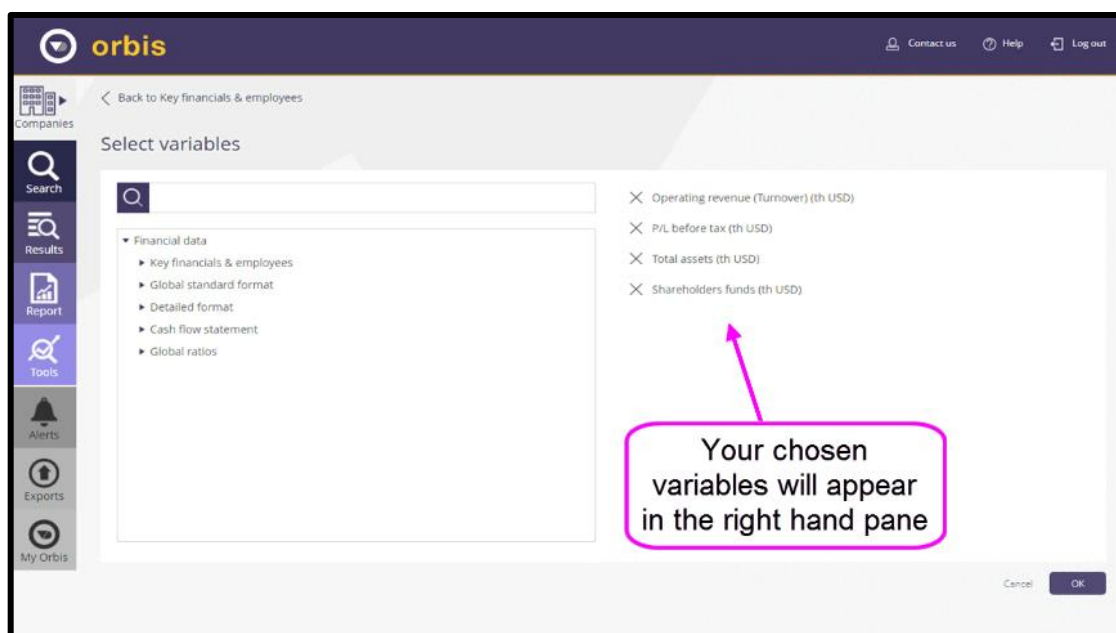 orbis
Contact us
Help
Log out
Companies
Back to Key financials & employees
Select variables
Search
Results
Report
Tools
Alerts
Exports
My Orbis
Financial data
Key financials & employees
Global standard format
Detailed format
Cash flow statement
Global ratios
Operating revenue (Turnover) (th USD)
P/L before tax (th USD)
Total assets (th USD)
Shareholders funds (th USD)
Your chosen
variables will appear
in the right hand pane
Cancel
OK